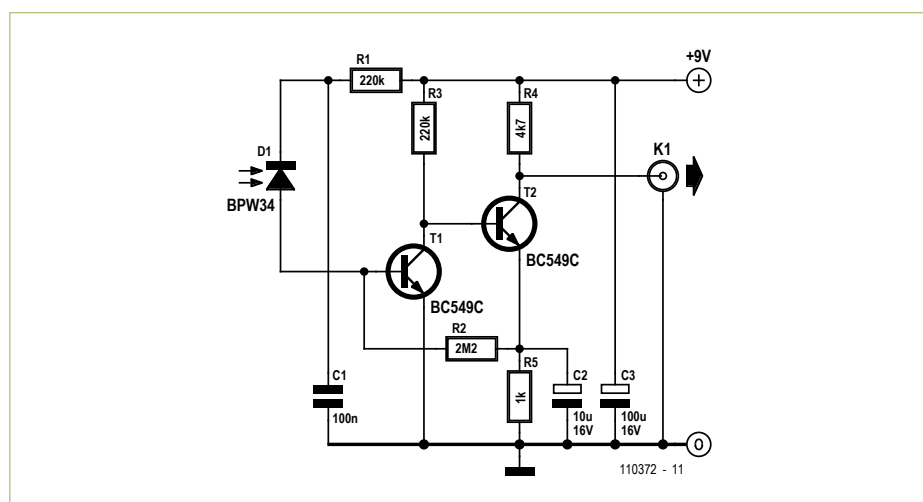 R1
220k
R3
220k
R4
4k7
+9V
K1
D1
BPW34
T2
BC549C
T1
BC549C
R2
2M2
R5
1k
C1
100n
C2
10u
16V
C3
100u
16V
0
110372 - 11